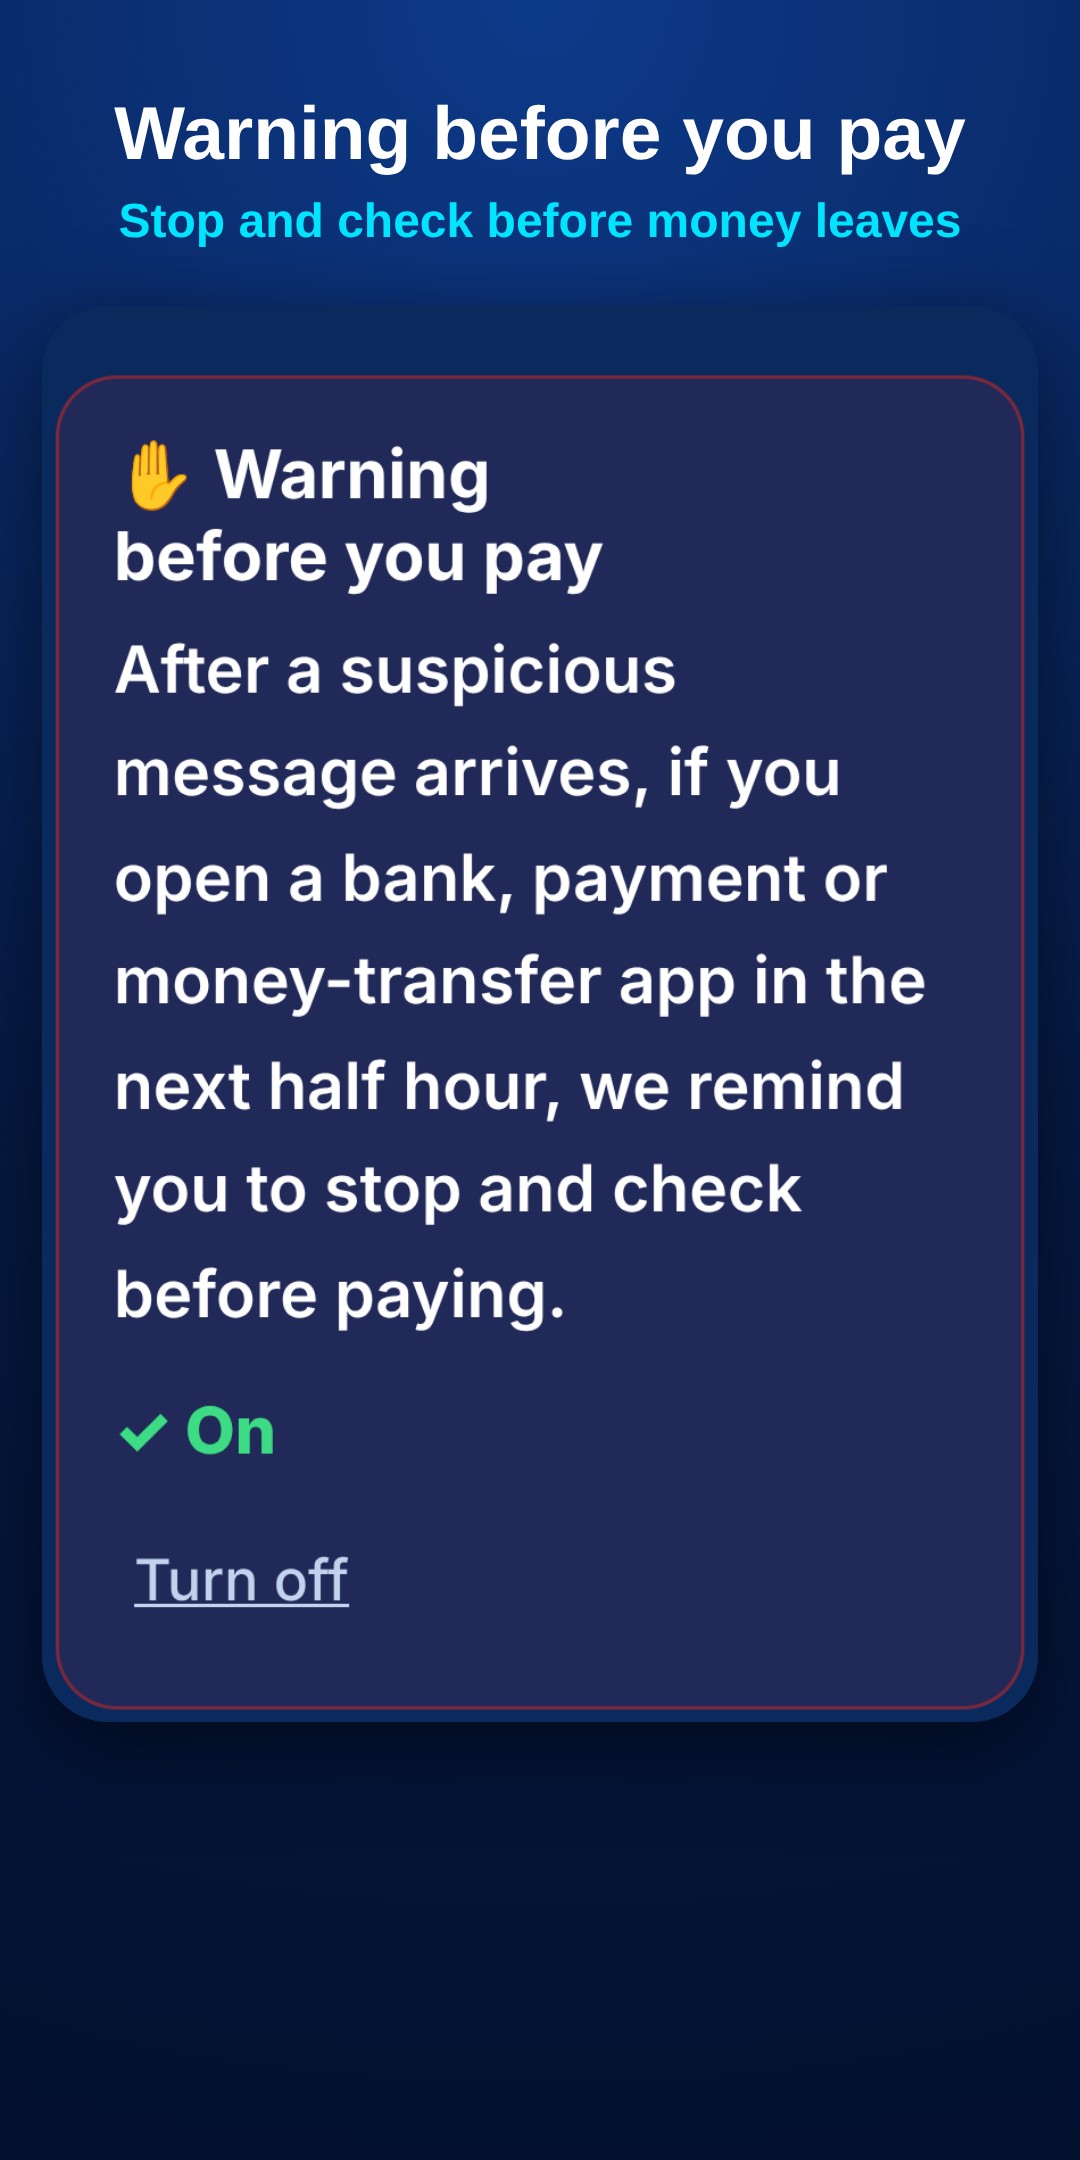 Warning before you pay
Stop and check before money leaves
✋ Warning
before you pay
After a suspicious
message arrives, if you
open a bank, payment or
money-transfer app in the
next half hour, we remind
you to stop and check
before paying.
✓ On
Turn off